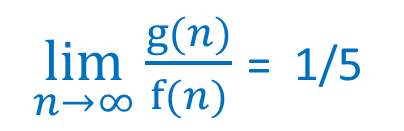 lim g(n)/f(n) = 1/5
n→∞